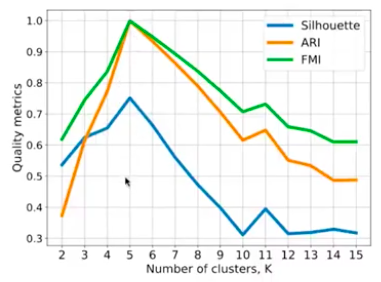 1.0
0.9
0.8
0.7
0.6
0.5
0.4
0.3
Quality metrics
Silhouette
ARI
FMI
2 3 4 5 6 7 8 9 10 11 12 13 14 15
Number of clusters, K